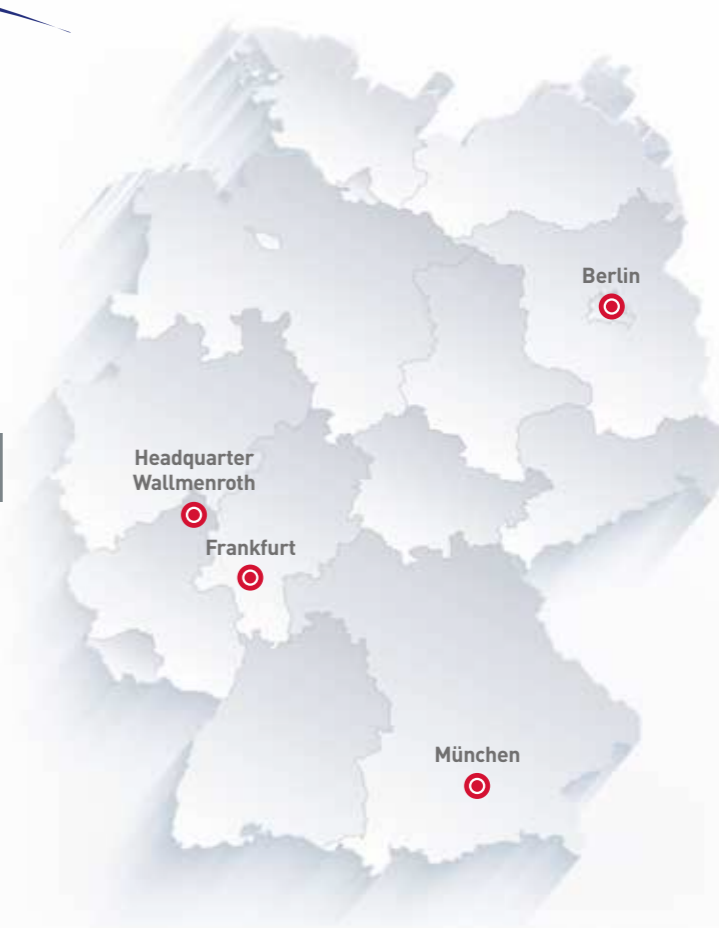 Berlin
Headquarter
Wallmenroth
Frankfurt
München